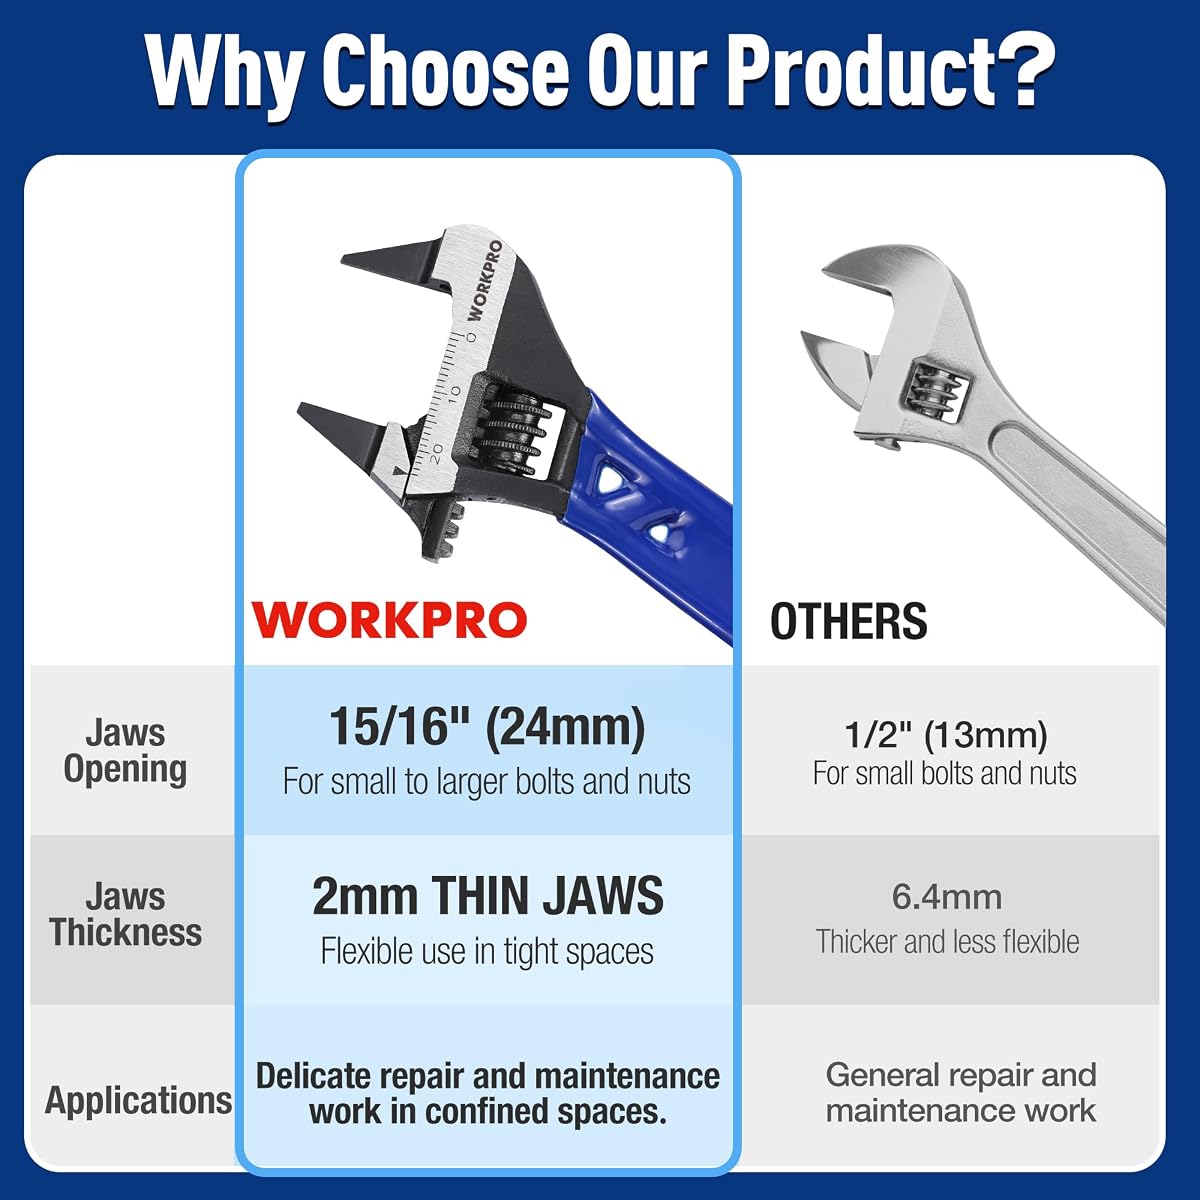 Why Choose Our Product?
WORKPRO
0
10
20
WORKPRO
OTHERS
Jaws
Opening
15/16" (24mm)
For small to larger bolts and nuts
1/2" (13mm)
For small bolts and nuts
Jaws
Thickness
2mm THIN JAWS
Flexible use in tight spaces
6.4mm
Thicker and less flexible
Applications
Delicate repair and maintenance
work in confined spaces.
General repair and
maintenance work